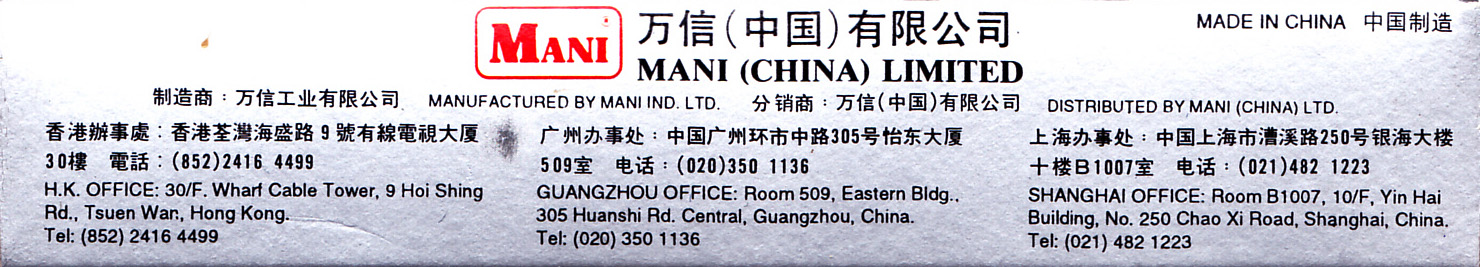 MANI
万信(中国)有限公司
MANI (CHINA) LIMITED
MADE IN CHINA 中国制造
制造商:万信工业有限公司 MANUFACTURED BY MANI IND. LTD. 分销商:万信(中国)有限公司 DISTRIBUTED BY MANI (CHINA) LTD.
香港辦事處:香港荃灣海盛路9號有線電視大厦
30樓 電話:(852)2416 4499
H.K. OFFICE: 30/F. Wharf Cable Tower, 9 Hoi Shing
Rd., Tsuen Wan, Hong Kong.
Tel: (852) 2416 4499
广州办事处:中国广州环市中路305号怡东大厦
509室 电话:(020)350 1136
GUANGZHOU OFFICE: Room 509, Eastern Bldg.,
305 Huanshi Rd. Central, Guangzhou, China.
Tel: (020) 350 1136
上海办事处:中国上海市漕溪路250号银海大楼
十楼B1007室 电话:(021)482 1223
SHANGHAI OFFICE: Room B1007, 10/F, Yin Hai
Building, No. 250 Chao Xi Road, Shanghai, China.
Tel: (021) 482 1223